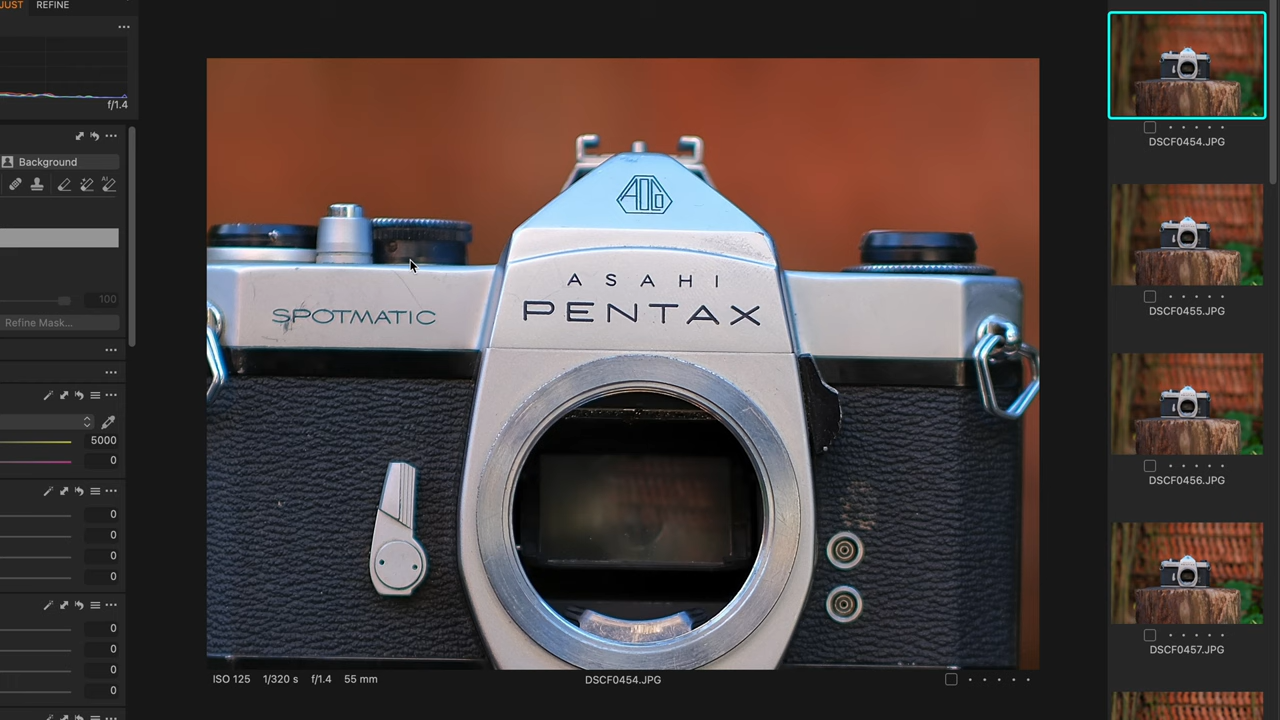 JUST REFINE
f/1.4
Background
AI
100
Refine Mask...
5000
0
0
0
0
0
0
0
0
0
AOCo
ASAHI
PENTAX
SPOTMATIC
ISO 125 1/320 s f/1.4 55 mm
DSCF0454.JPG
DSCF0454.JPG
DSCF0455.JPG
DSCF0456.JPG
DSCF0457.JPG